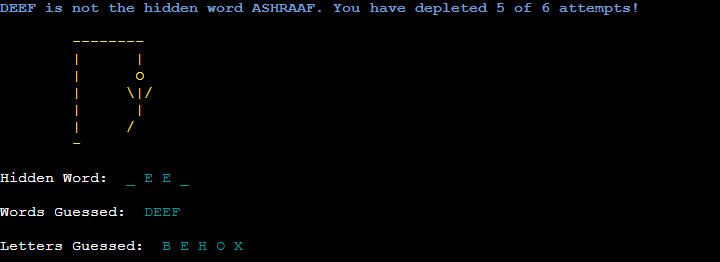 DEEF is not the hidden word ASHRAAF. You have depleted 5 of 6 attempts!
Hidden Word: _ E E _
Words Guessed: DEEF
Letters Guessed: B E H O X